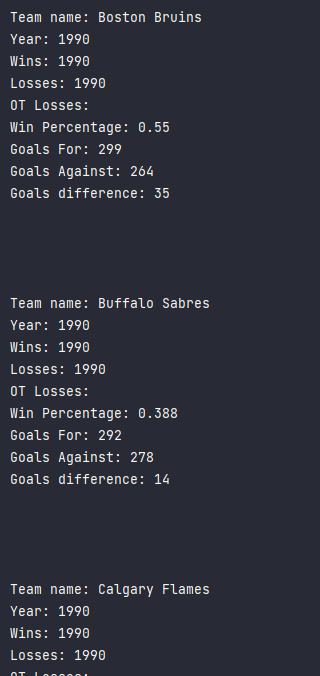 Team name: Boston Bruins
Year: 1990
Wins: 1990
Losses: 1990
OT Losses:
Win Percentage: 0.55
Goals For: 299
Goals Against: 264
Goals difference: 35
Team name: Buffalo Sabres
Year: 1990
Wins: 1990
Losses: 1990
OT Losses:
Win Percentage: 0.388
Goals For: 292
Goals Against: 278
Goals difference: 14
Team name: Calgary Flames
Year: 1990
Wins: 1990
Losses: 1990
OT Losses: